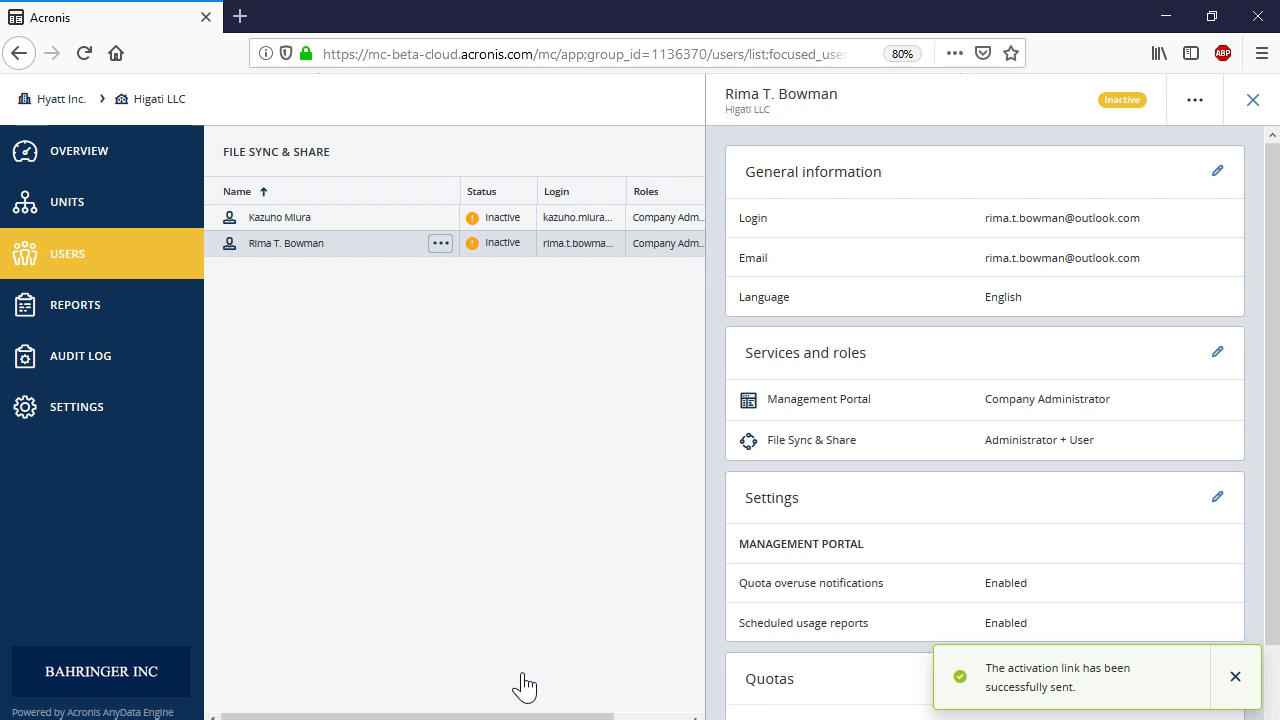 Acronis
https://mc-beta-cloud.acronis.com/mc/app;group_id=1136370/users/list;focused_use
80%
ABP
Hyatt Inc.
Higati LLC
Rima T. Bowman
Higati LLC
Inactive
OVERVIEW
UNITS
USERS
REPORTS
AUDIT LOG
SETTINGS
BAHRINGER INC
Powered by Acronis AnyData Engine
FILE SYNC & SHARE
Name Status Login Roles
Kazuho Miura Inactive kazuho.miura... Company Adm...
Rima T. Bowman Inactive rima.t.bowma... Company Adm...
General information
Login rima.t.bowman@outlook.com
Email rima.t.bowman@outlook.com
Language English
Services and roles
Management Portal Company Administrator
File Sync & Share Administrator + User
Settings
MANAGEMENT PORTAL
Quota overuse notifications Enabled
Scheduled usage reports Enabled
Quotas
The activation link has been
successfully sent.